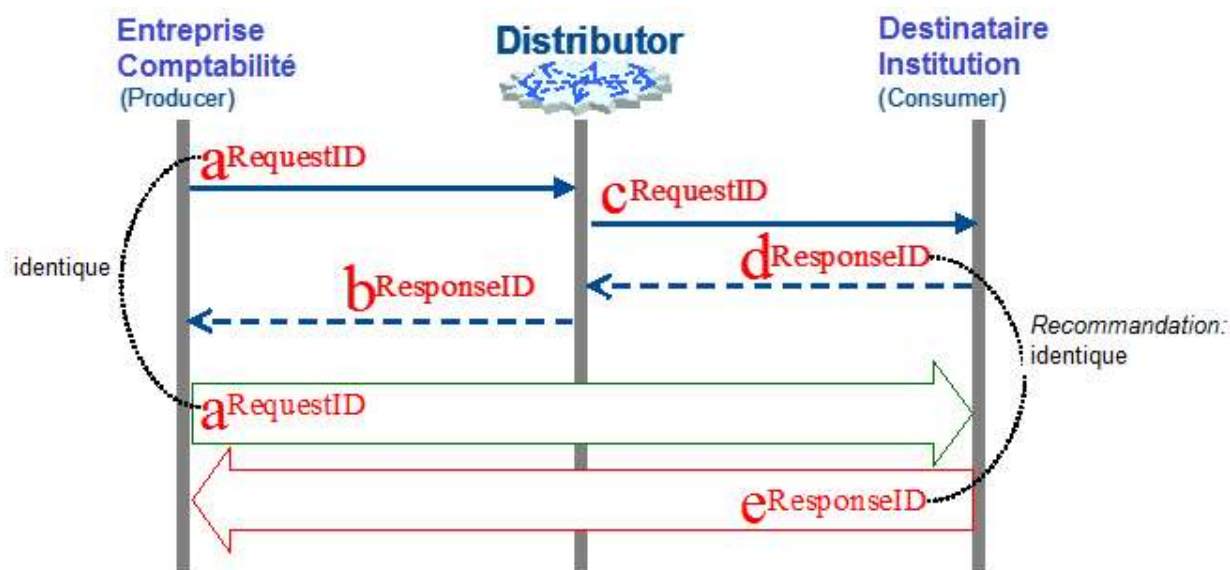 Entreprise
Comptabilité
(Producer)
Distributor
Destinataire
Institution
(Consumer)
aRequestID
cRequestID
identique
dResponseID
bResponseID
Recommandation:
identique
aRequestID
eResponseID